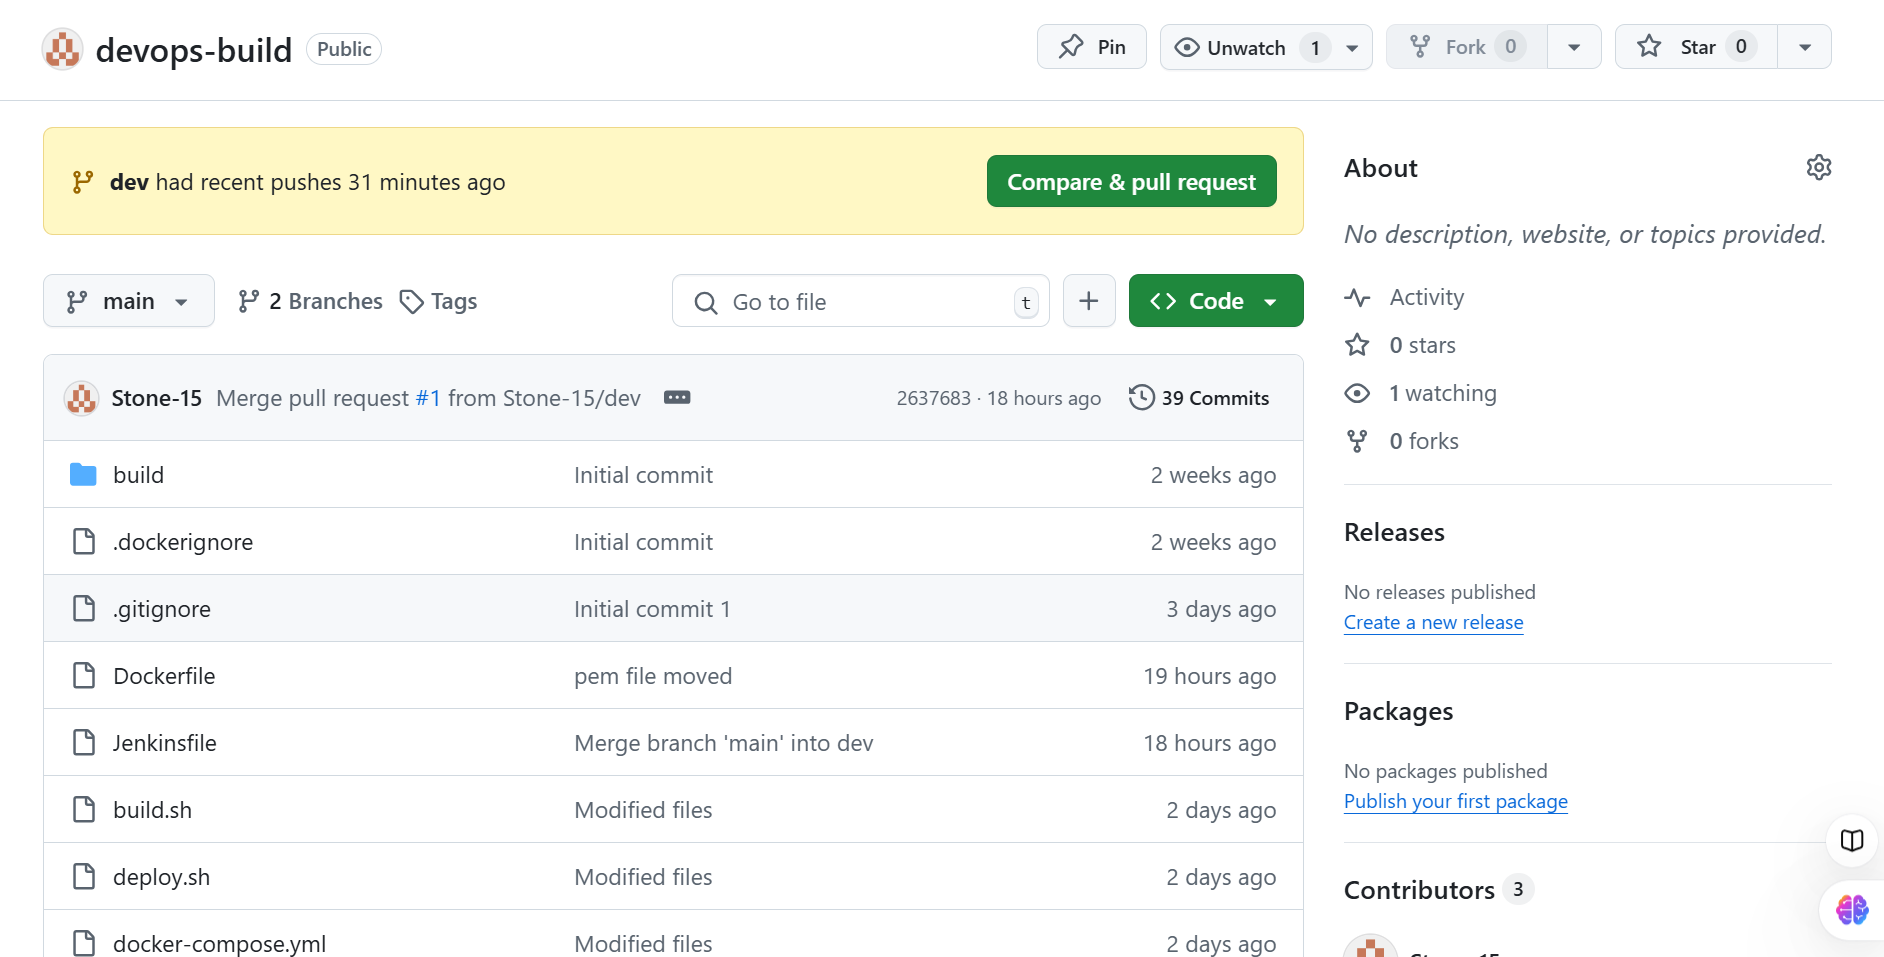 devops-build Public
Pin
Unwatch 1
Fork 0
Star 0
dev had recent pushes 31 minutes ago
Compare & pull request
main
2 Branches
Tags
Go to file
t
Code
Stone-15 Merge pull request #1 from Stone-15/dev
2637683 · 18 hours ago
39 Commits
build Initial commit 2 weeks ago
.dockerignore Initial commit 2 weeks ago
.gitignore Initial commit 1 3 days ago
Dockerfile pem file moved 19 hours ago
Jenkinsfile Merge branch 'main' into dev 18 hours ago
build.sh Modified files 2 days ago
deploy.sh Modified files 2 days ago
docker-compose.yml Modified files 2 days ago
About
No description, website, or topics provided.
Activity
0 stars
1 watching
0 forks
Releases
No releases published
Create a new release
Packages
No packages published
Publish your first package
Contributors 3